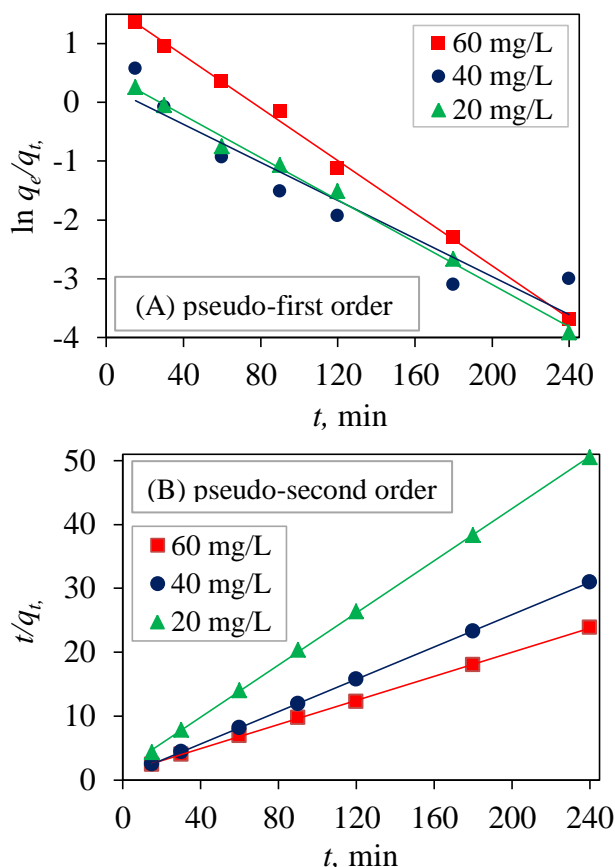 1
0
-1
-2
-3
-4
ln q_e/q_t,
60 mg/L
40 mg/L
20 mg/L
(A) pseudo-first order
0 40 80 120 160 200 240
t, min
50
40
30
20
10
0
t/q_t,
(B) pseudo-second order
60 mg/L
40 mg/L
20 mg/L
0 40 80 120 160 200 240
t, min